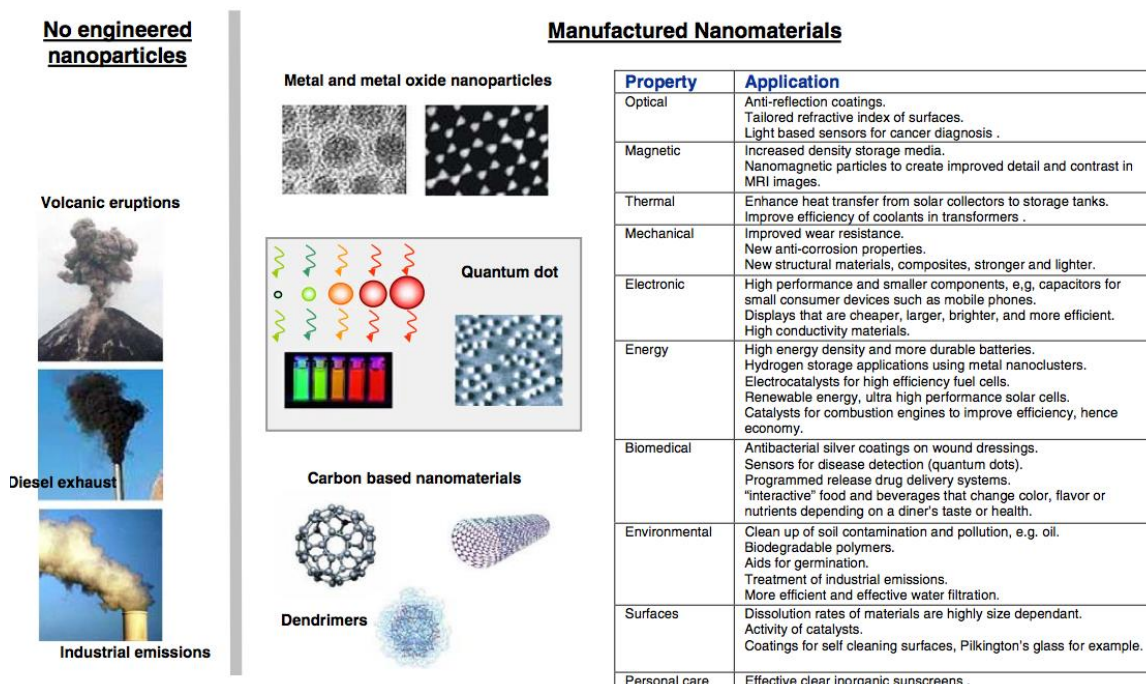 No engineered
nanoparticles
Volcanic eruptions
Diesel exhaust
Industrial emissions
Manufactured Nanomaterials
Metal and metal oxide nanoparticles
Quantum dot
Carbon based nanomaterials
Dendrimers
Property Application
Optical Anti-reflection coatings.
Tailored refractive index of surfaces.
Light based sensors for cancer diagnosis .
Magnetic Increased density storage media.
Nanomagnetic particles to create improved detail and contrast in
MRI images.
Thermal Enhance heat transfer from solar collectors to storage tanks.
Improve efficiency of coolants in transformers .
Mechanical Improved wear resistance.
New anti-corrosion properties.
New structural materials, composites, stronger and lighter.
Electronic High performance and smaller components, e,g, capacitors for
small consumer devices such as mobile phones.
Displays that are cheaper, larger, brighter, and more efficient.
High conductivity materials.
Energy High energy density and more durable batteries.
Hydrogen storage applications using metal nanoclusters.
Electrocatalysts for high efficiency fuel cells.
Renewable energy, ultra high performance solar cells.
Catalysts for combustion engines to improve efficiency, hence
economy.
Biomedical Antibacterial silver coatings on wound dressings.
Sensors for disease detection (quantum dots).
Programmed release drug delivery systems.
“interactive” food and beverages that change color, flavor or
nutrients depending on a diner's taste or health.
Environmental Clean up of soil contamination and pollution, e.g. oil.
Biodegradable polymers.
Aids for germination.
Treatment of industrial emissions.
More efficient and effective water filtration.
Surfaces Dissolution rates of materials are highly size dependant.
Activity of catalysts.
Coatings for self cleaning surfaces, Pilkington's glass for example.
Personal care Effective clear inorganic sunscreens .